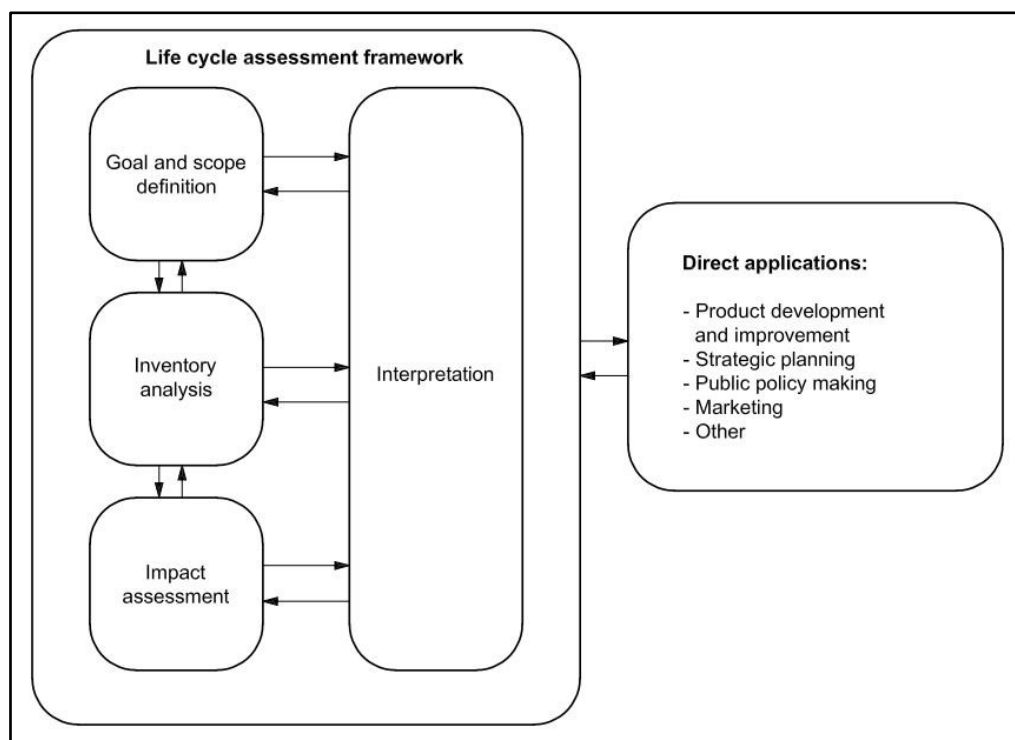 Life cycle assessment framework
Goal and scope
definition
Inventory
analysis
Impact
assessment
Interpretation
Direct applications:
- Product development
and improvement
- Strategic planning
- Public policy making
- Marketing
- Other